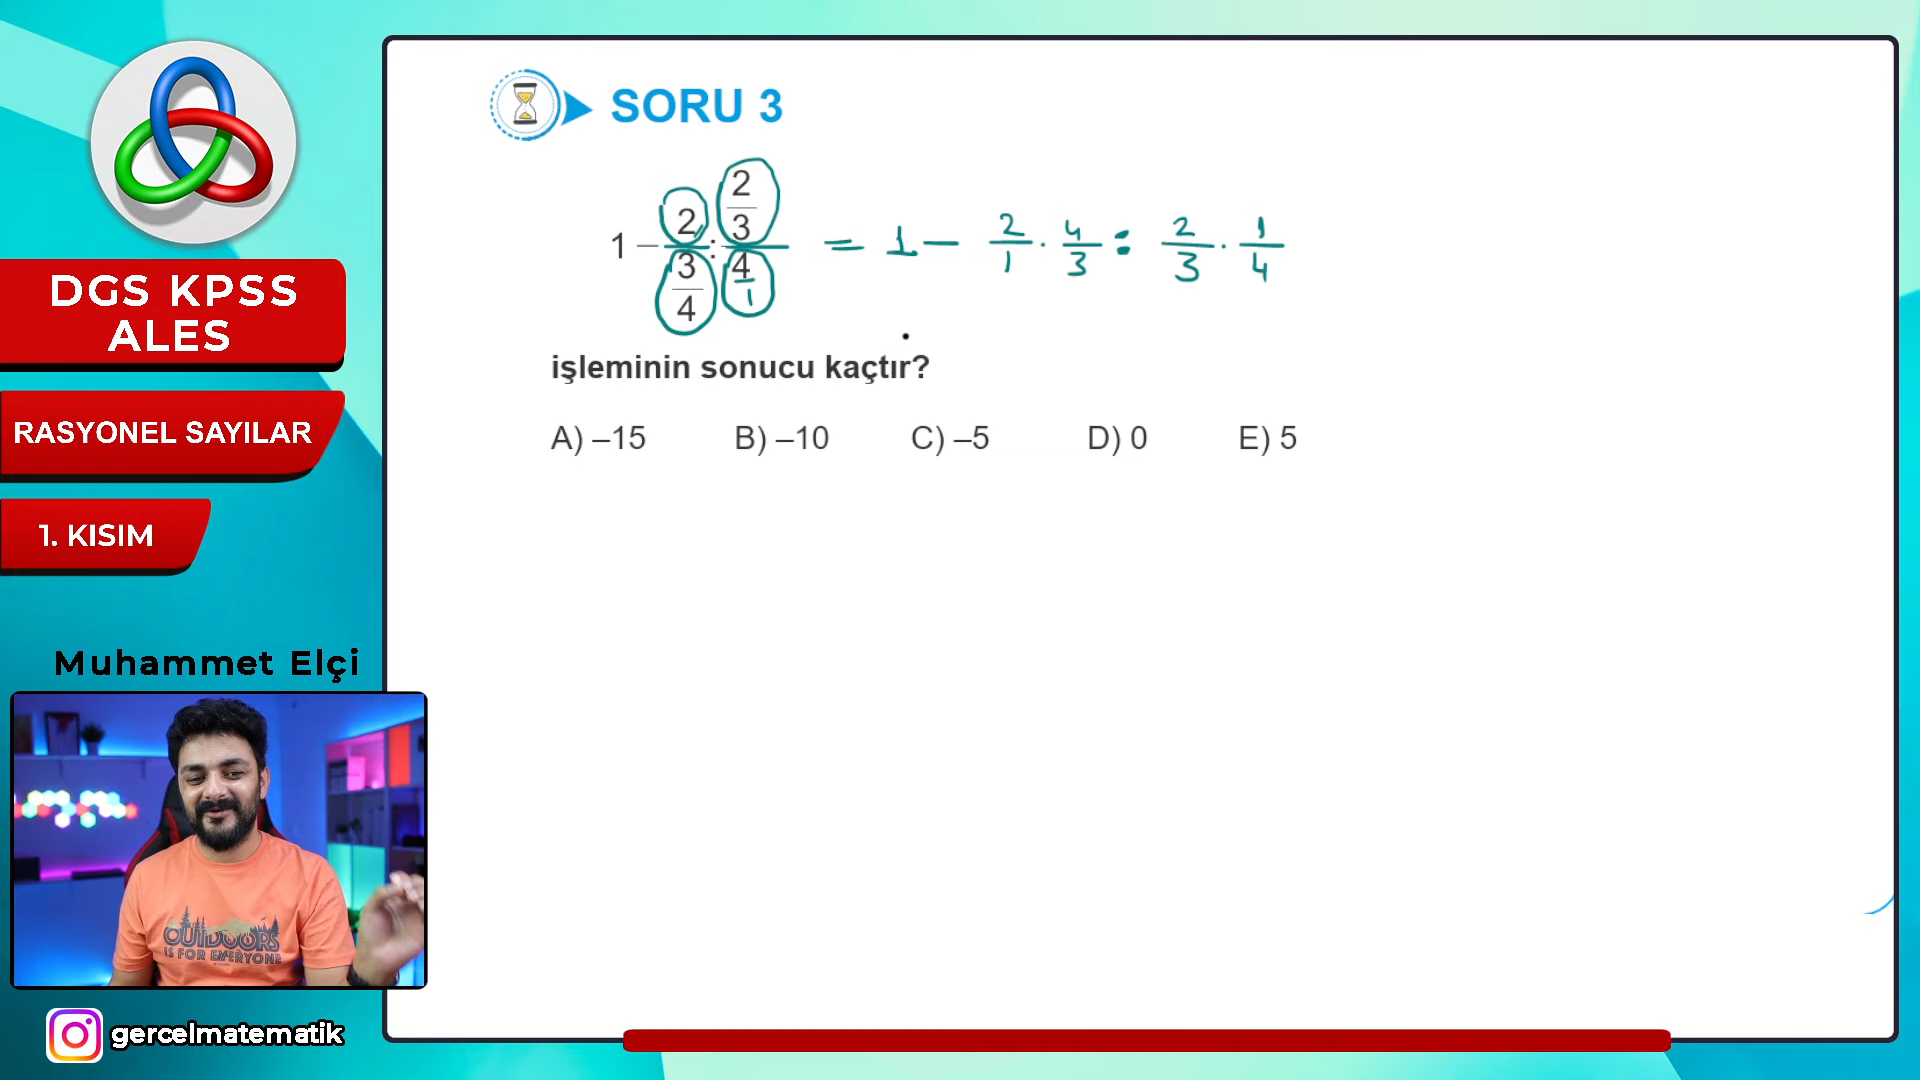 SORU 3
1 – 2/(3/4) : (2/3)/(4/1) = 1 – 2/1 · 4/3 : 2/3 · 1/4
işleminin sonucu kaçtır?
A) –15 B) –10 C) –5 D) 0 E) 5
DGS KPSS
ALES
RASYONEL SAYILAR
1. KISIM
Muhammet Elçi
OUTDOORS
IS FOR EVERYONE
gercelmatematik